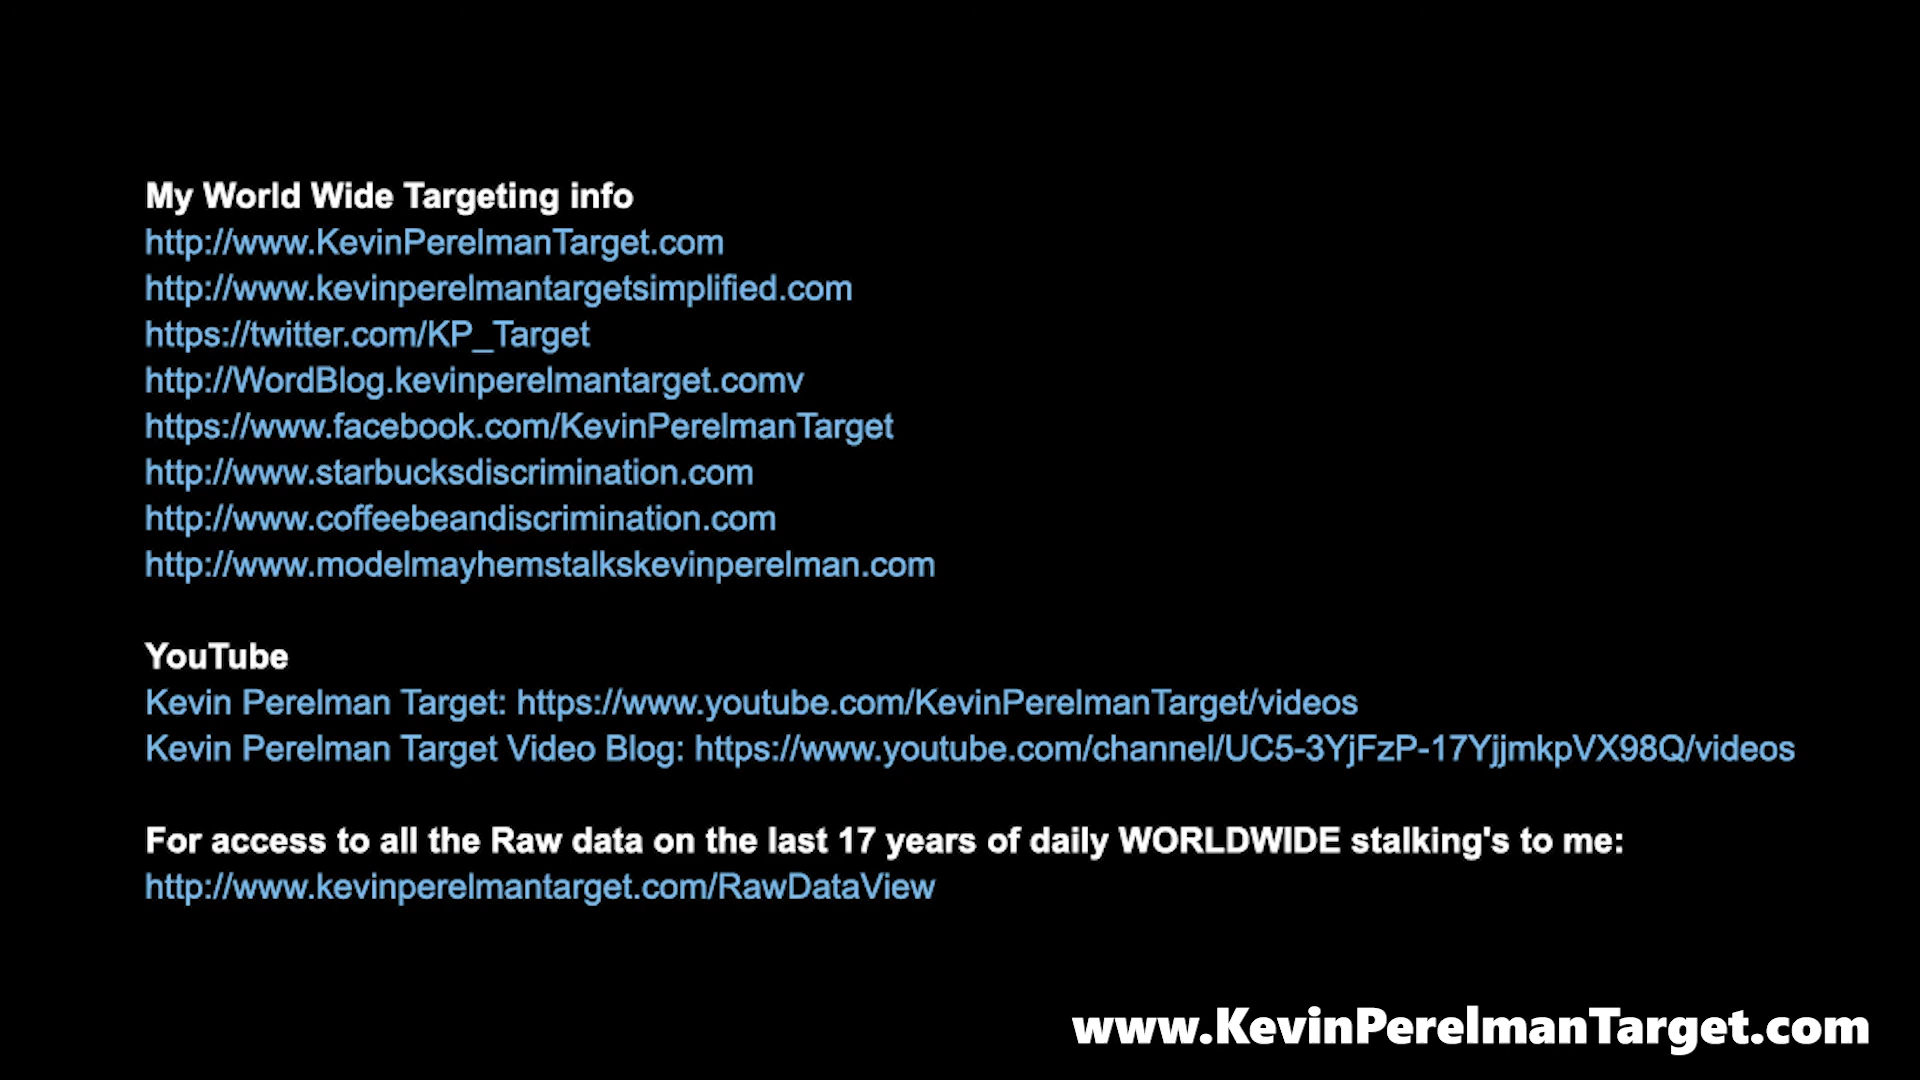 My World Wide Targeting info
http://www.KevinPerelmanTarget.com
http://www.kevinperelmantargetsimplified.com
https://twitter.com/KP_Target
http://WordBlog.kevinperelmantarget.comv
https://www.facebook.com/KevinPerelmanTarget
http://www.starbucksdiscrimination.com
http://www.coffeebeandiscrimination.com
http://www.modelmayhemstalkskevinperelman.com
YouTube
Kevin Perelman Target: https://www.youtube.com/KevinPerelmanTarget/videos
Kevin Perelman Target Video Blog: https://www.youtube.com/channel/UC5-3YjFzP-17YjjmkpVX98Q/videos
For access to all the Raw data on the last 17 years of daily WORLDWIDE stalking's to me:
http://www.kevinperelmantarget.com/RawDataView
www.KevinPerelmanTarget.com